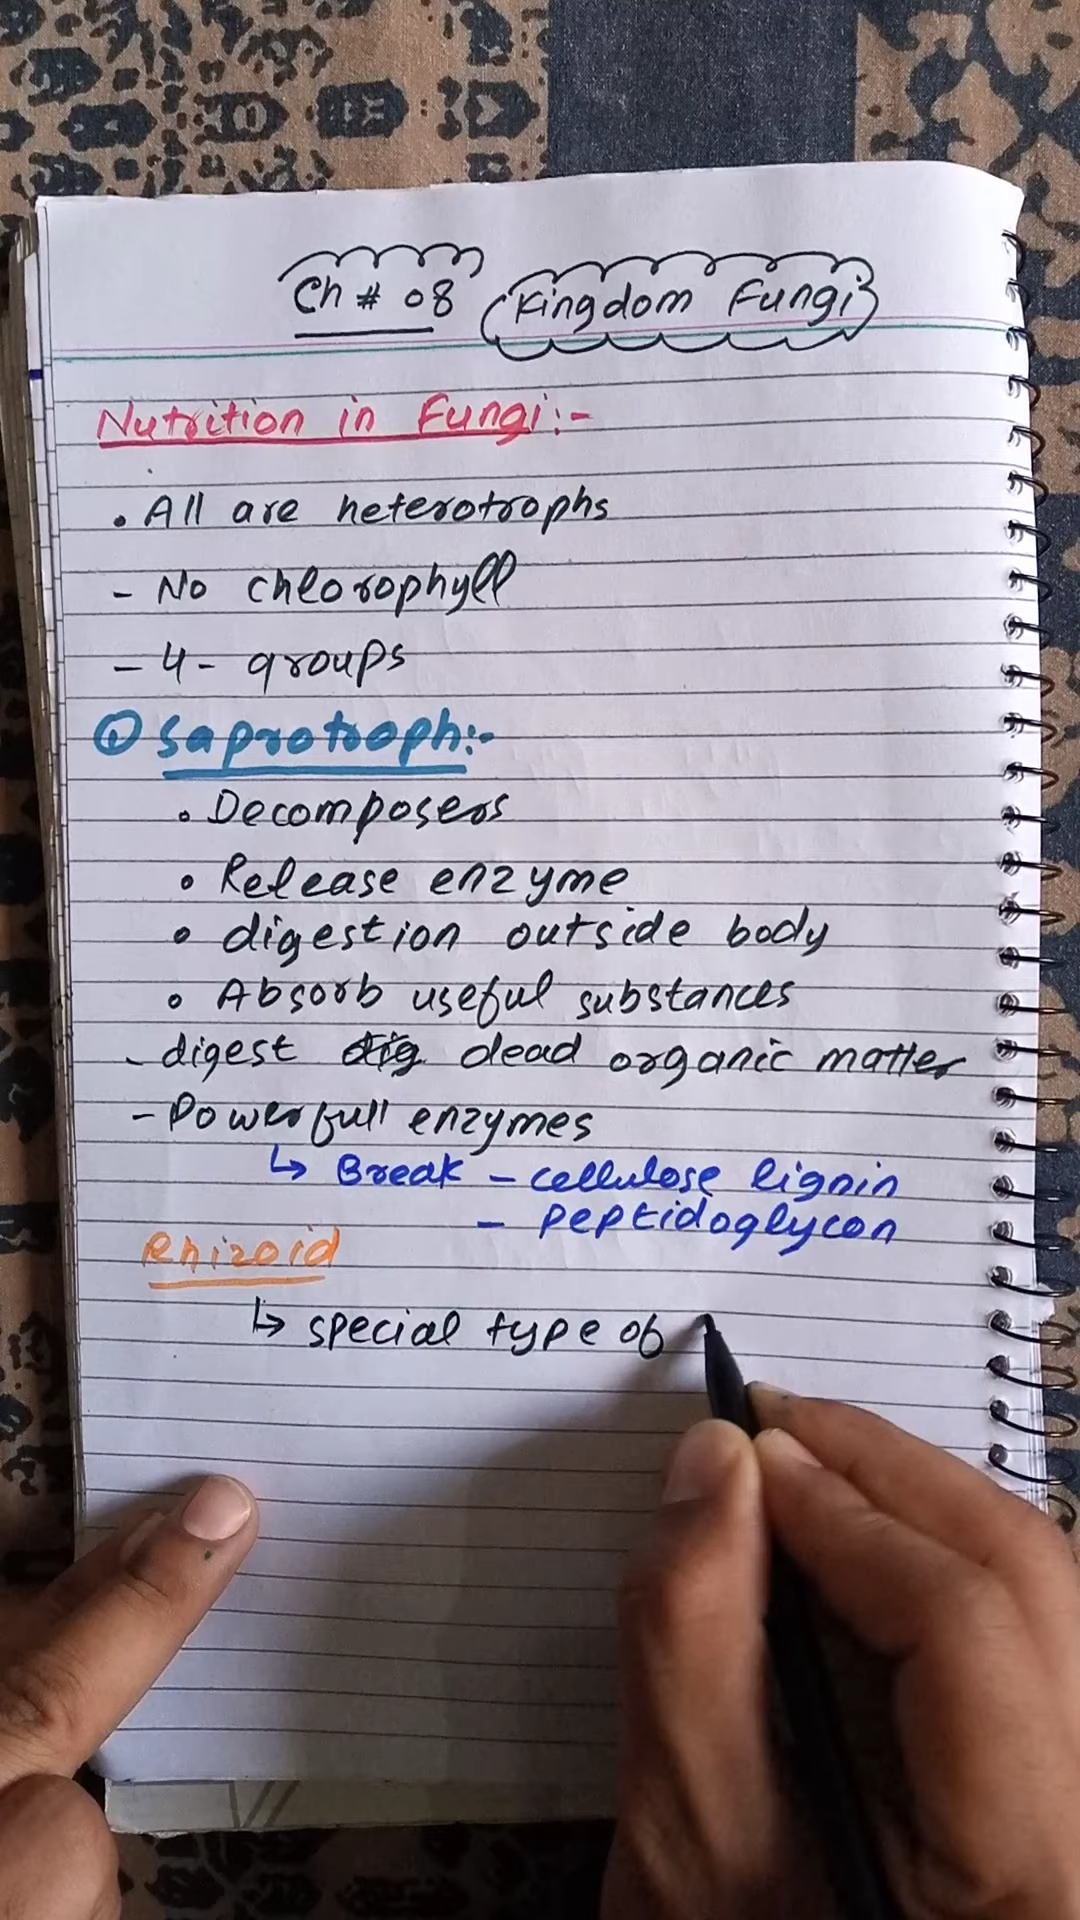 Ch # 08 Kingdom Fungi
Nutrition in Fungi:-
• All are heterotrophs
- No chlorophyll
- 4- groups
① Saprotroph:-
• Decomposers
• Release enzyme
• digestion outside body
• Absorb useful substances
- digest dig dead organic matter
- Powerfull enzymes
↳ Break - cellulose lignin
- peptidoglycon
Rhizoid
↳ special type of